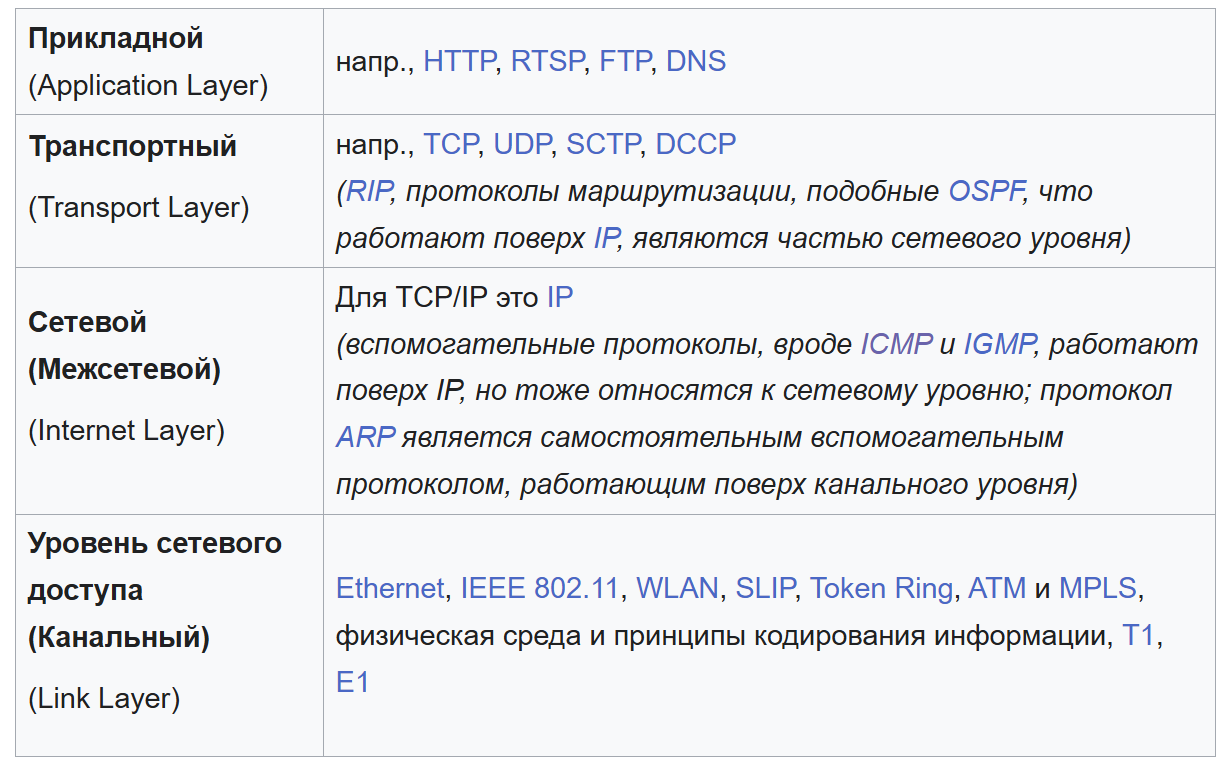 Прикладной
(Application Layer)
напр., HTTP, RTSP, FTP, DNS
Транспортный
(Transport Layer)
напр., TCP, UDP, SCTP, DCCP
(RIP, протоколы маршрутизации, подобные OSPF, что
работают поверх IP, являются частью сетевого уровня)
Сетевой
(Межсетевой)
(Internet Layer)
Для TCP/IP это IP
(вспомогательные протоколы, вроде ICMP и IGMP, работают
поверх IP, но тоже относятся к сетевому уровню; протокол
ARP является самостоятельным вспомогательным
протоколом, работающим поверх канального уровня)
Уровень сетевого
доступа
(Канальный)
(Link Layer)
Ethernet, IEEE 802.11, WLAN, SLIP, Token Ring, ATM и MPLS,
физическая среда и принципы кодирования информации, T1,
E1